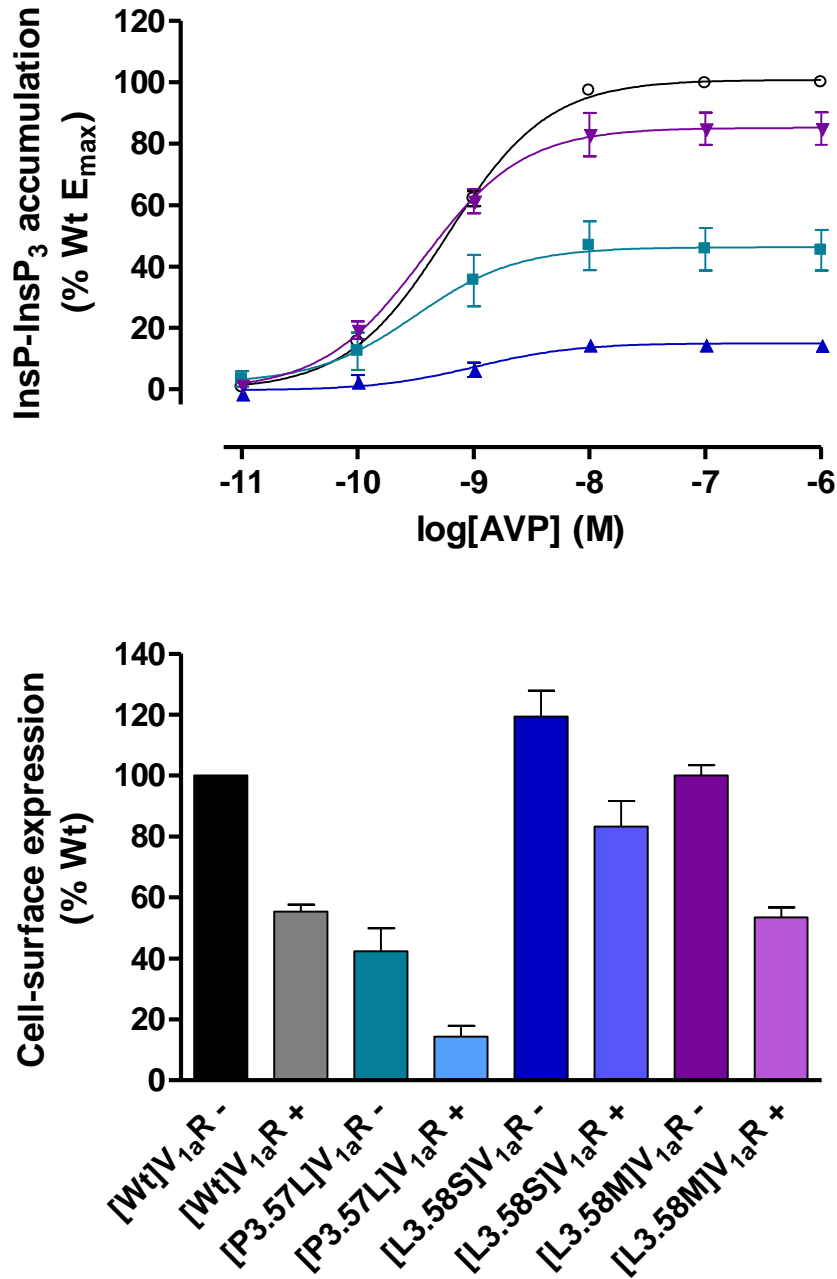 InsP-InsP₃ accumulation
(% Wt Eₘₐₓ)
120
100
80
60
40
20
0
-11 -10 -9 -8 -7 -6
log[AVP] (M)
Cell-surface expression
(% Wt)
140
120
100
80
60
40
20
0
[Wt]V₁ₐR -
[Wt]V₁ₐR +
[P3.57L]V₁ₐR -
[P3.57L]V₁ₐR +
[L3.58S]V₁ₐR -
[L3.58S]V₁ₐR +
[L3.58M]V₁ₐR -
[L3.58M]V₁ₐR +